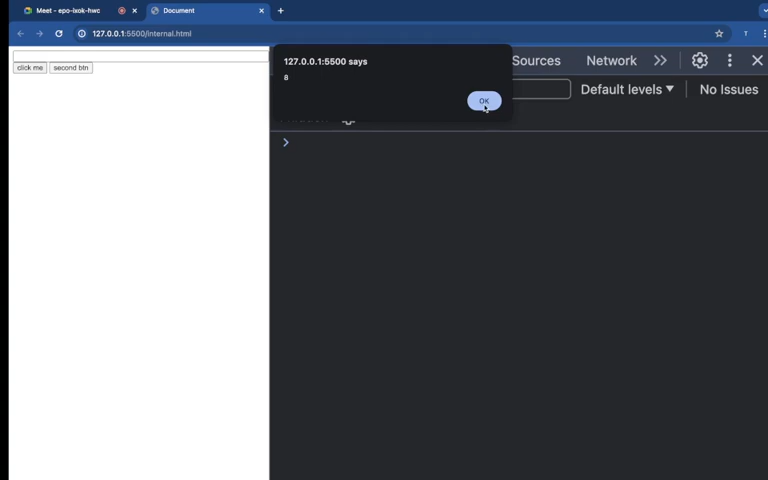 Meet - epo-ixok-hwc
Document
127.0.0.1:5500/internal.html
T
click me
second btn
127.0.0.1:5500 says
8
OK
Sources
Network
Default levels ▼
No Issues